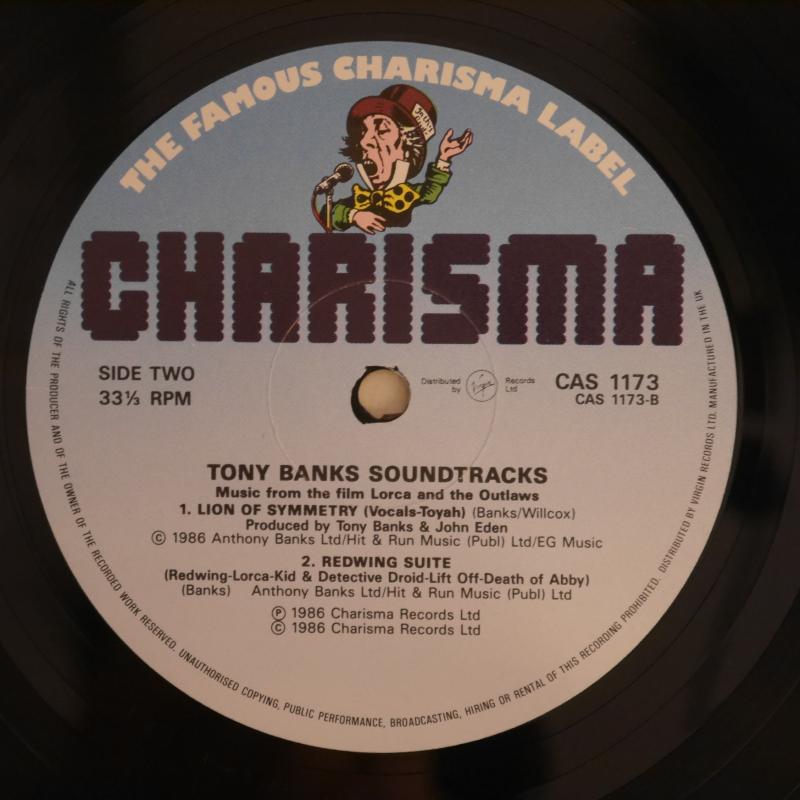 THE FAMOUS CHARISMA LABEL
CHARISMA
SIDE TWO
33⅓ RPM
Distributed by
Virgin
Records Ltd
CAS 1173
CAS 1173-B
TONY BANKS SOUNDTRACKS
Music from the film Lorca and the Outlaws
1. LION OF SYMMETRY (Vocals-Toyah) (Banks/Willcox)
Produced by Tony Banks & John Eden
© 1986 Anthony Banks Ltd/Hit & Run Music (Publ) Ltd/EG Music
2. REDWING SUITE
(Redwing-Lorca-Kid & Detective Droid-Lift Off-Death of Abby)
(Banks) Anthony Banks Ltd/Hit & Run Music (Publ) Ltd
℗ 1986 Charisma Records Ltd
© 1986 Charisma Records Ltd
ALL RIGHTS OF THE PRODUCER AND OF THE OWNER OF THE RECORDED WORK RESERVED. UNAUTHORISED COPYING, PUBLIC PERFORMANCE, BROADCASTING, HIRING OR RENTAL OF THIS RECORDING PROHIBITED. DISTRIBUTED BY VIRGIN RECORDS LTD. MANUFACTURED IN THE UK